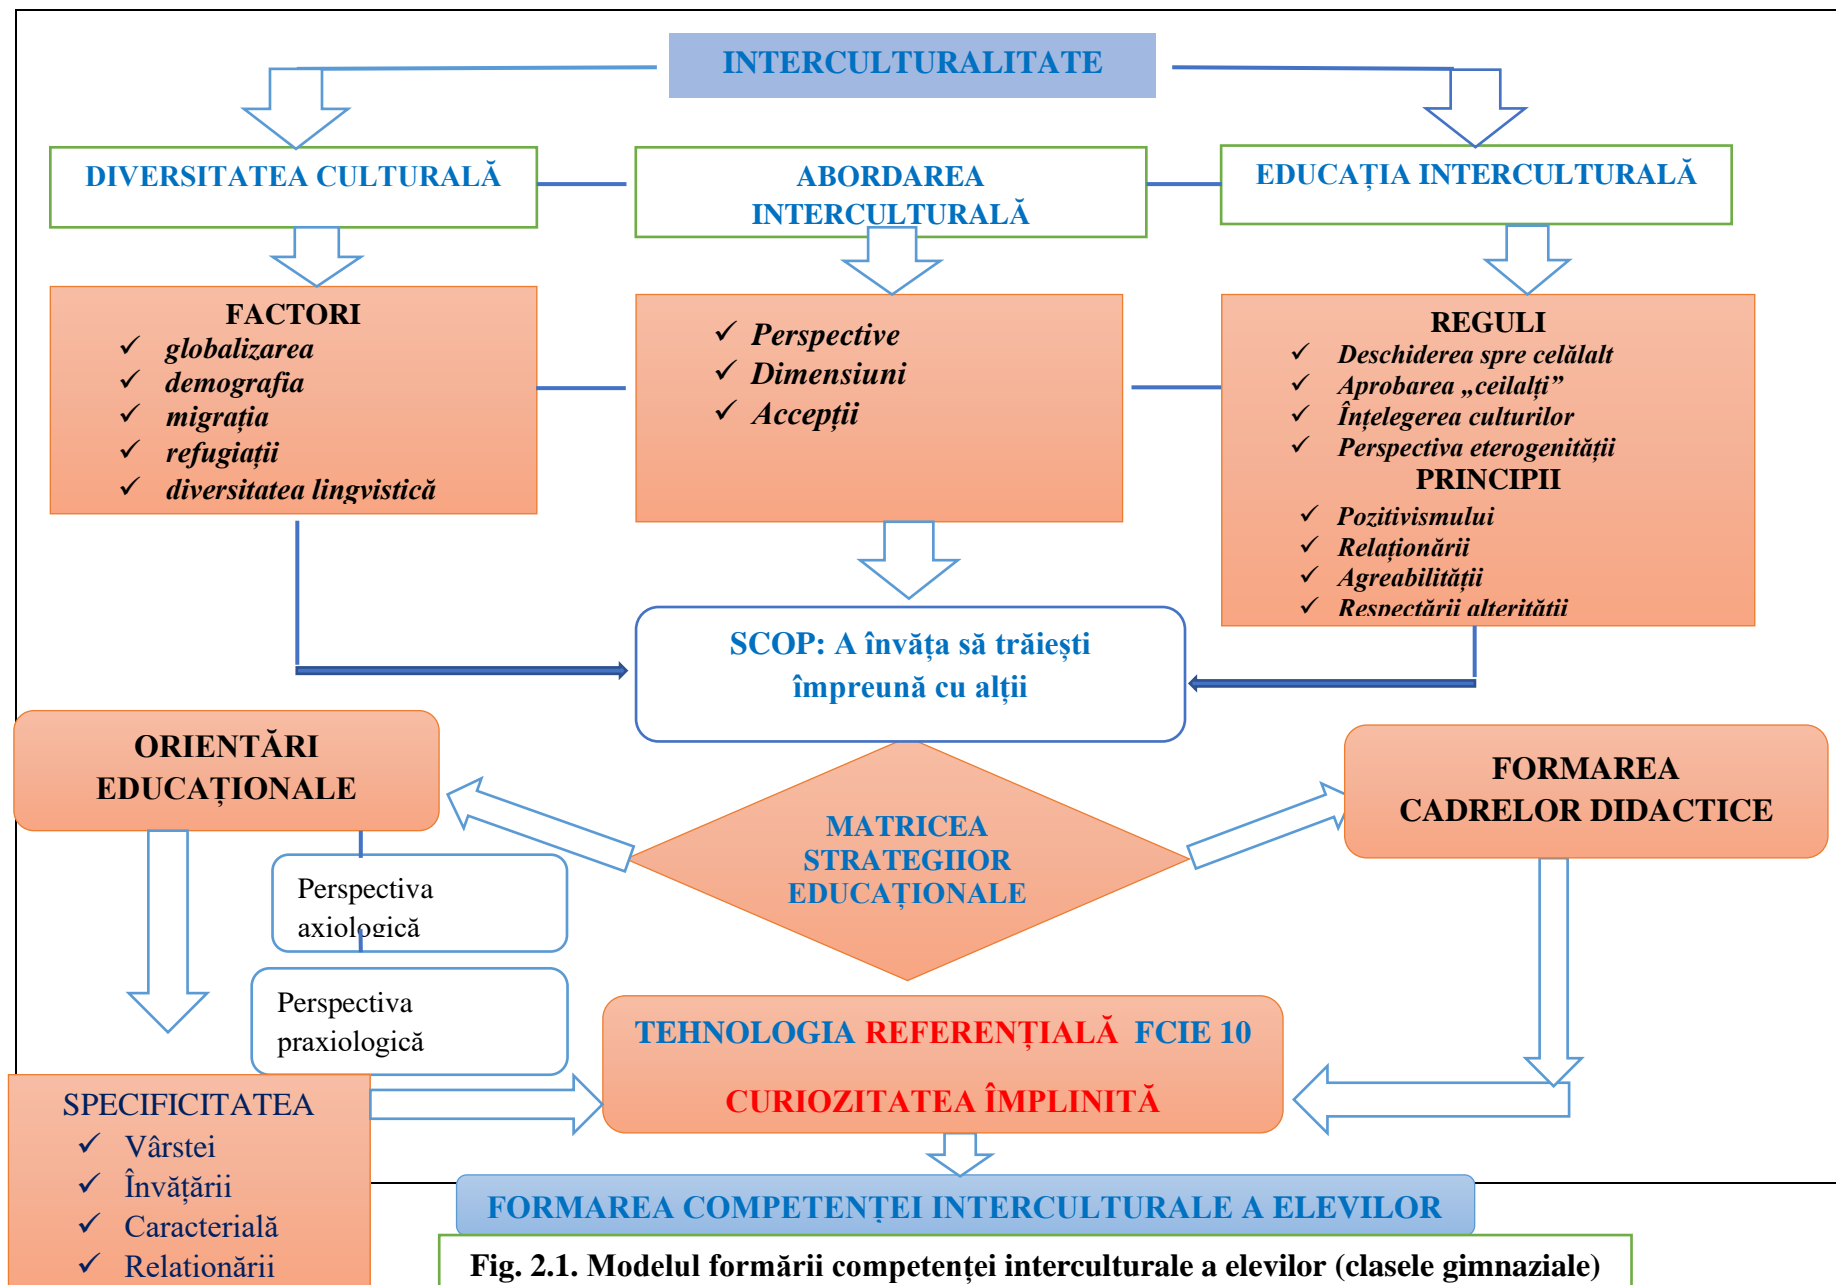 INTERCULTURALITATE
DIVERSITATEA CULTURALĂ
ABORDAREA
INTERCULTURALĂ
EDUCAȚIA INTERCULTURALĂ
FACTORI
✓ globalizarea
✓ demografia
✓ migrația
✓ refugiații
✓ diversitatea lingvistică
✓ Perspective
✓ Dimensiuni
✓ Accepții
REGULI
✓ Deschiderea spre celălalt
✓ Aprobarea „ceilalți”
✓ Înțelegerea culturilor
✓ Perspectiva eterogenității
PRINCIPII
✓ Pozitivismului
✓ Relaționării
✓ Agreabilității
✓ Respectării alterității
SCOP: A învăța să trăiești
împreună cu alții
ORIENTĂRI
EDUCAȚIONALE
MATRICEA
STRATEGIIOR
EDUCAȚIONALE
FORMAREA
CADRELOR DIDACTICE
Perspectiva
axiologică
Perspectiva
praxiologică
TEHNOLOGIA REFERENȚIALĂ FCIE 10
CURIOZITATEA ÎMPLINITĂ
SPECIFICITATEA
✓ Vârstei
✓ Învățării
✓ Caracterială
✓ Relationării
FORMAREA COMPETENȚEI INTERCULTURALE A ELEVILOR
Fig. 2.1. Modelul formării competenței interculturale a elevilor (clasele gimnaziale)